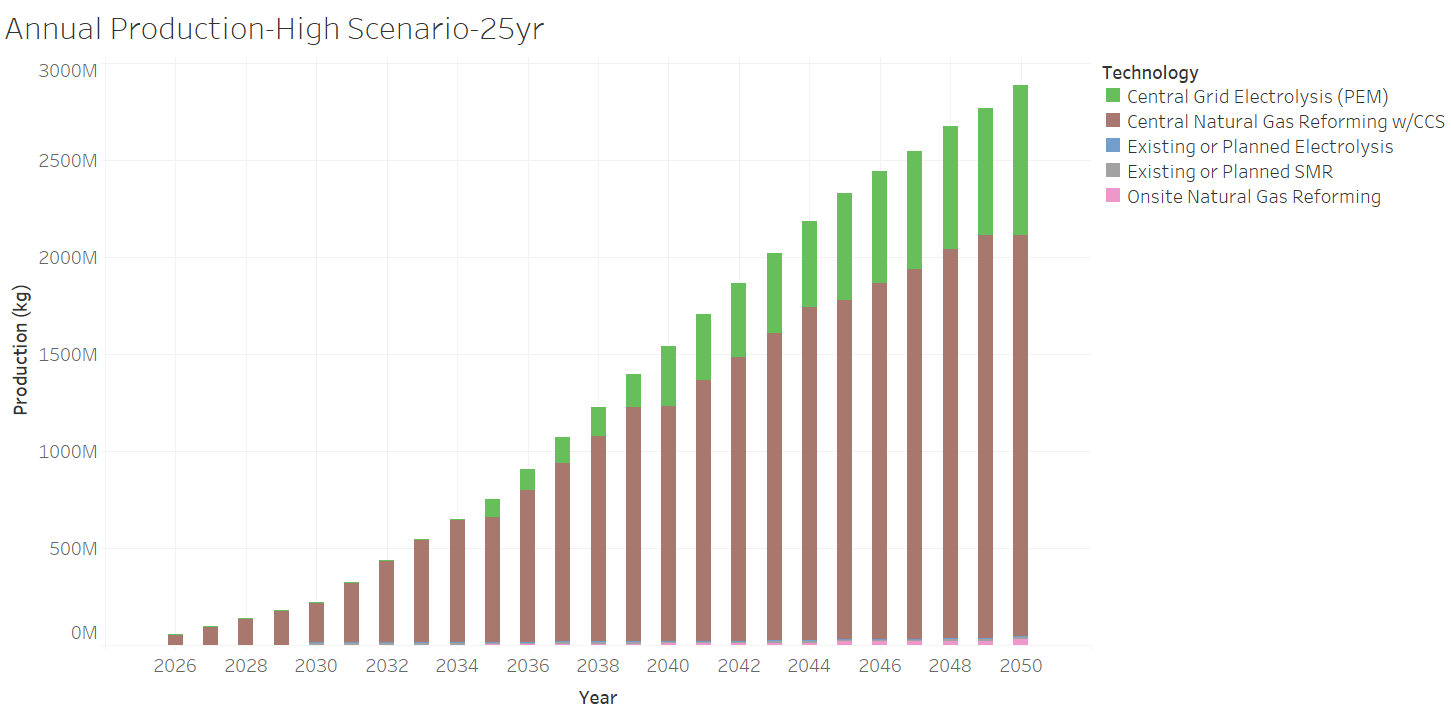 Annual Production-High Scenario-25yr
3000M
2500M
2000M
1500M
1000M
500M
0M
Production (kg)
2026 2028 2030 2032 2034 2036 2038 2040 2042 2044 2046 2048 2050
Year
Technology
Central Grid Electrolysis (PEM)
Central Natural Gas Reforming w/CCS
Existing or Planned Electrolysis
Existing or Planned SMR
Onsite Natural Gas Reforming